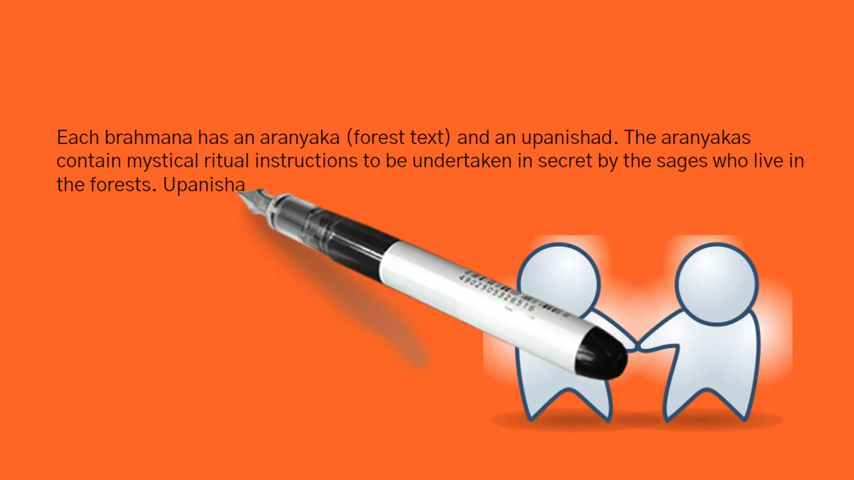 Each brahmana has an aranyaka (forest text) and an upanishad. The aranyakas
contain mystical ritual instructions to be undertaken in secret by the sages who live in
the forests. Upanisha